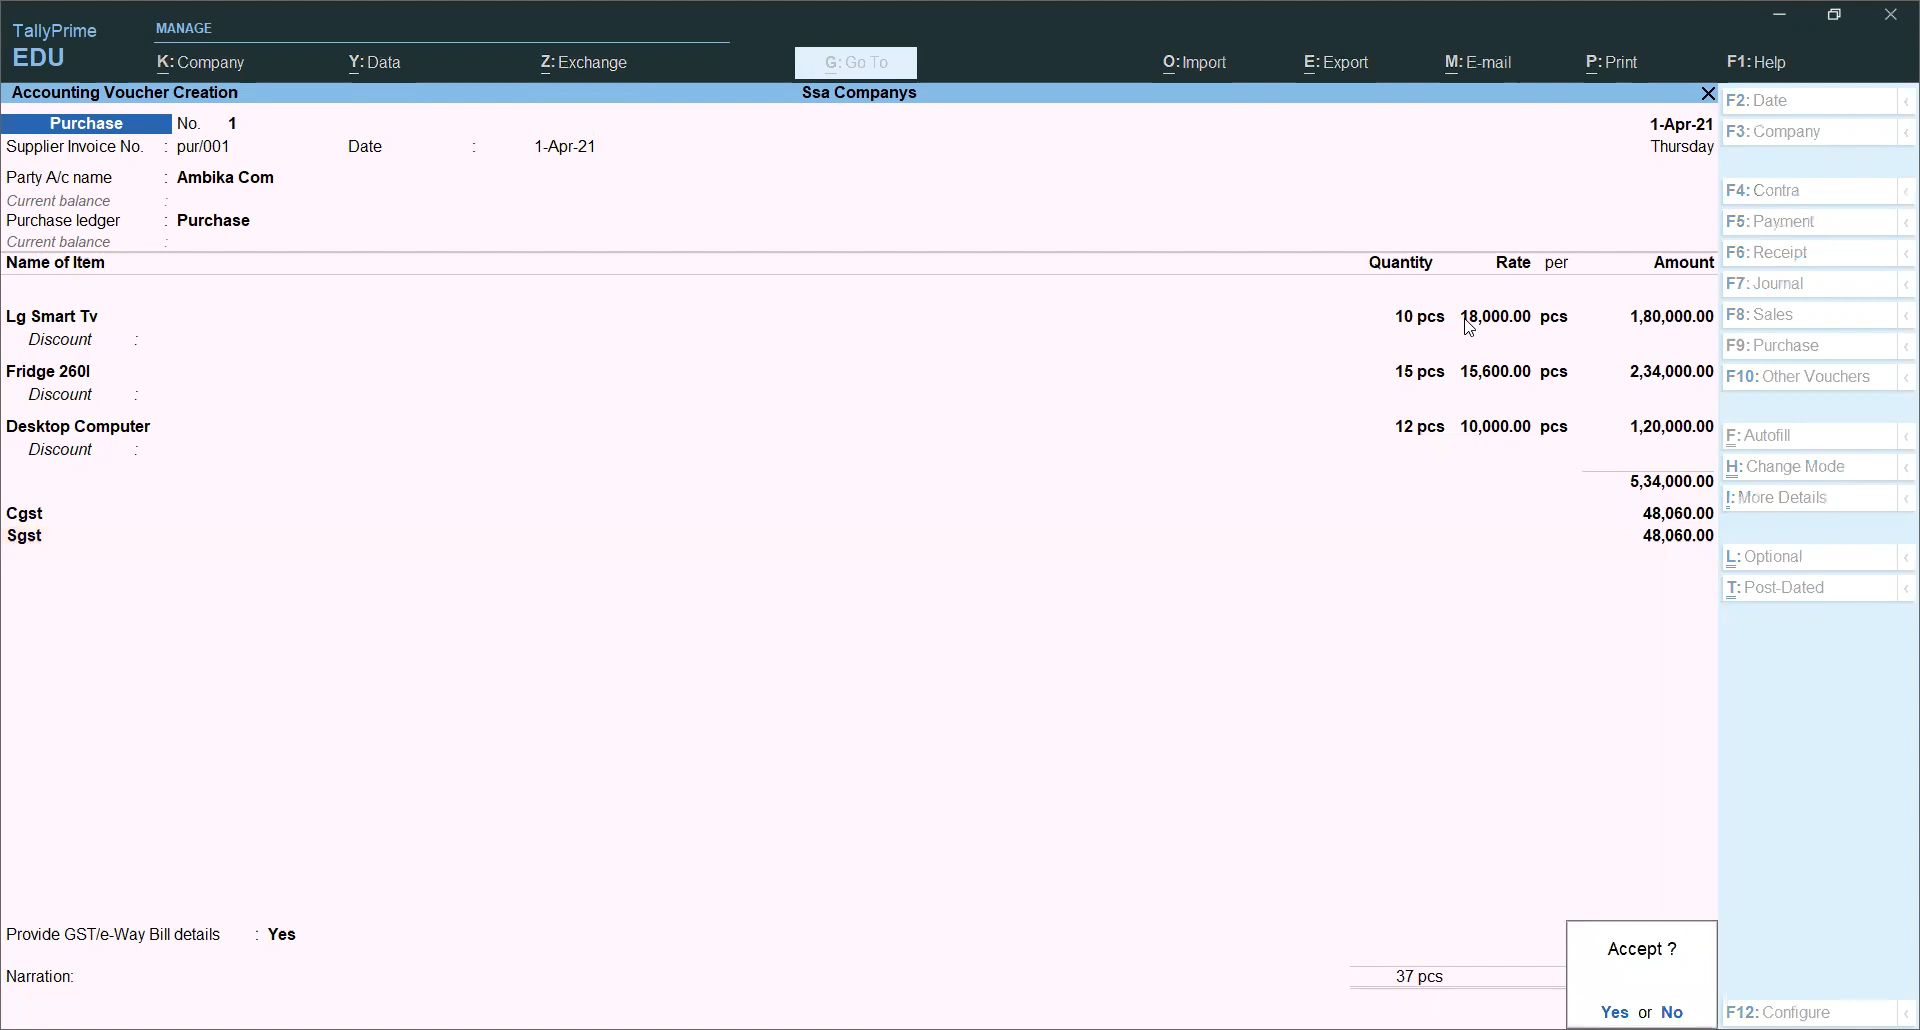 TallyPrime
EDU
MANAGE
K: Company Y: Data Z: Exchange G: Go To O: Import E: Export M: E-mail P: Print F1: Help
Accounting Voucher Creation Ssa Companys
Purchase No. 1 1-Apr-21
Supplier Invoice No. : pur/001 Date : 1-Apr-21 Thursday
Party A/c name : Ambika Com
Current balance :
Purchase ledger : Purchase
Current balance :
Name of Item Quantity Rate per Amount
Lg Smart Tv 10 pcs 18,000.00 pcs 1,80,000.00
Discount :
Fridge 260l 15 pcs 15,600.00 pcs 2,34,000.00
Discount :
Desktop Computer 12 pcs 10,000.00 pcs 1,20,000.00
Discount :
5,34,000.00
Cgst 48,060.00
Sgst 48,060.00
Provide GST/e-Way Bill details : Yes
Narration: 37 pcs
Accept ?
Yes or No
F2: Date
F3: Company
F4: Contra
F5: Payment
F6: Receipt
F7: Journal
F8: Sales
F9: Purchase
F10: Other Vouchers
F: Autofill
H: Change Mode
I: More Details
L: Optional
T: Post-Dated
F12: Configure